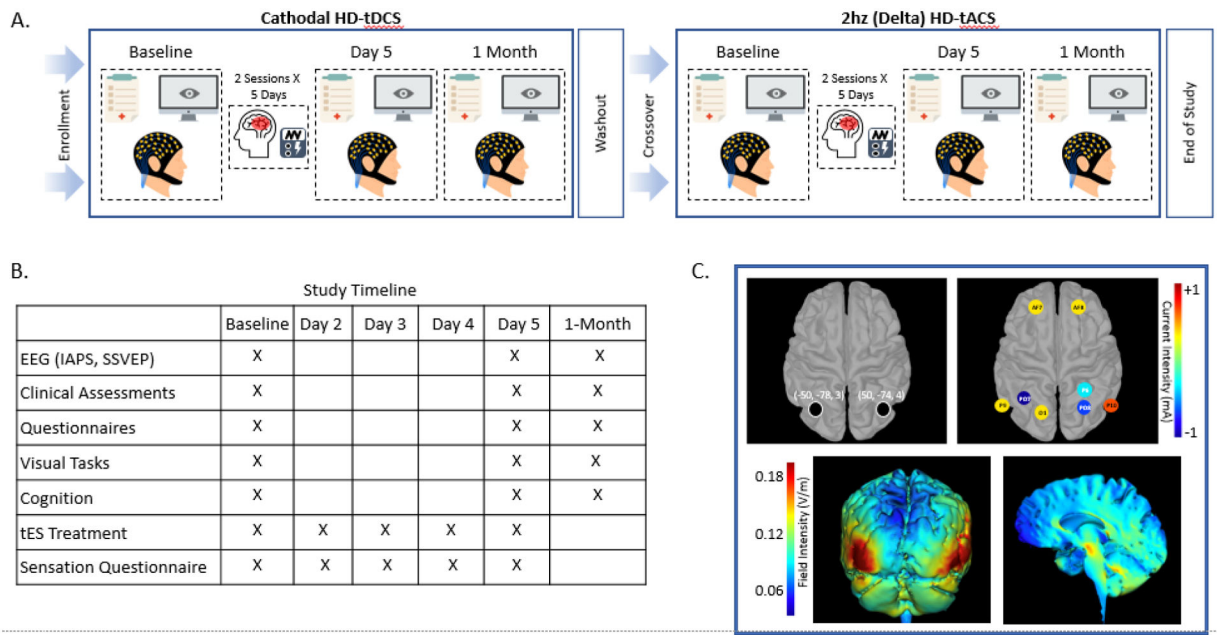 A.
Cathodal HD-tDCS
2hz (Delta) HD-tACS
Enrollment
Baseline
2 Sessions X
5 Days
Day 5
1 Month
Washout
Crossover
Baseline
2 Sessions X
5 Days
Day 5
1 Month
End of Study
B.
Study Timeline
Baseline Day 2 Day 3 Day 4 Day 5 1-Month
EEG (IAPS, SSVEP) X X X
Clinical Assessments X X X
Questionnaires X X X
Visual Tasks X X X
Cognition X X X
tES Treatment X X X X X
Sensation Questionnaire X X X X X
C.
(-50, -78, 3) (50, -74, 4)
AF7 AF8
P9 PO7 O1 P6 PO8 P10
+1
Current Intensity (mA)
-1
0.18
0.12
0.06
Field Intensity (V/m)